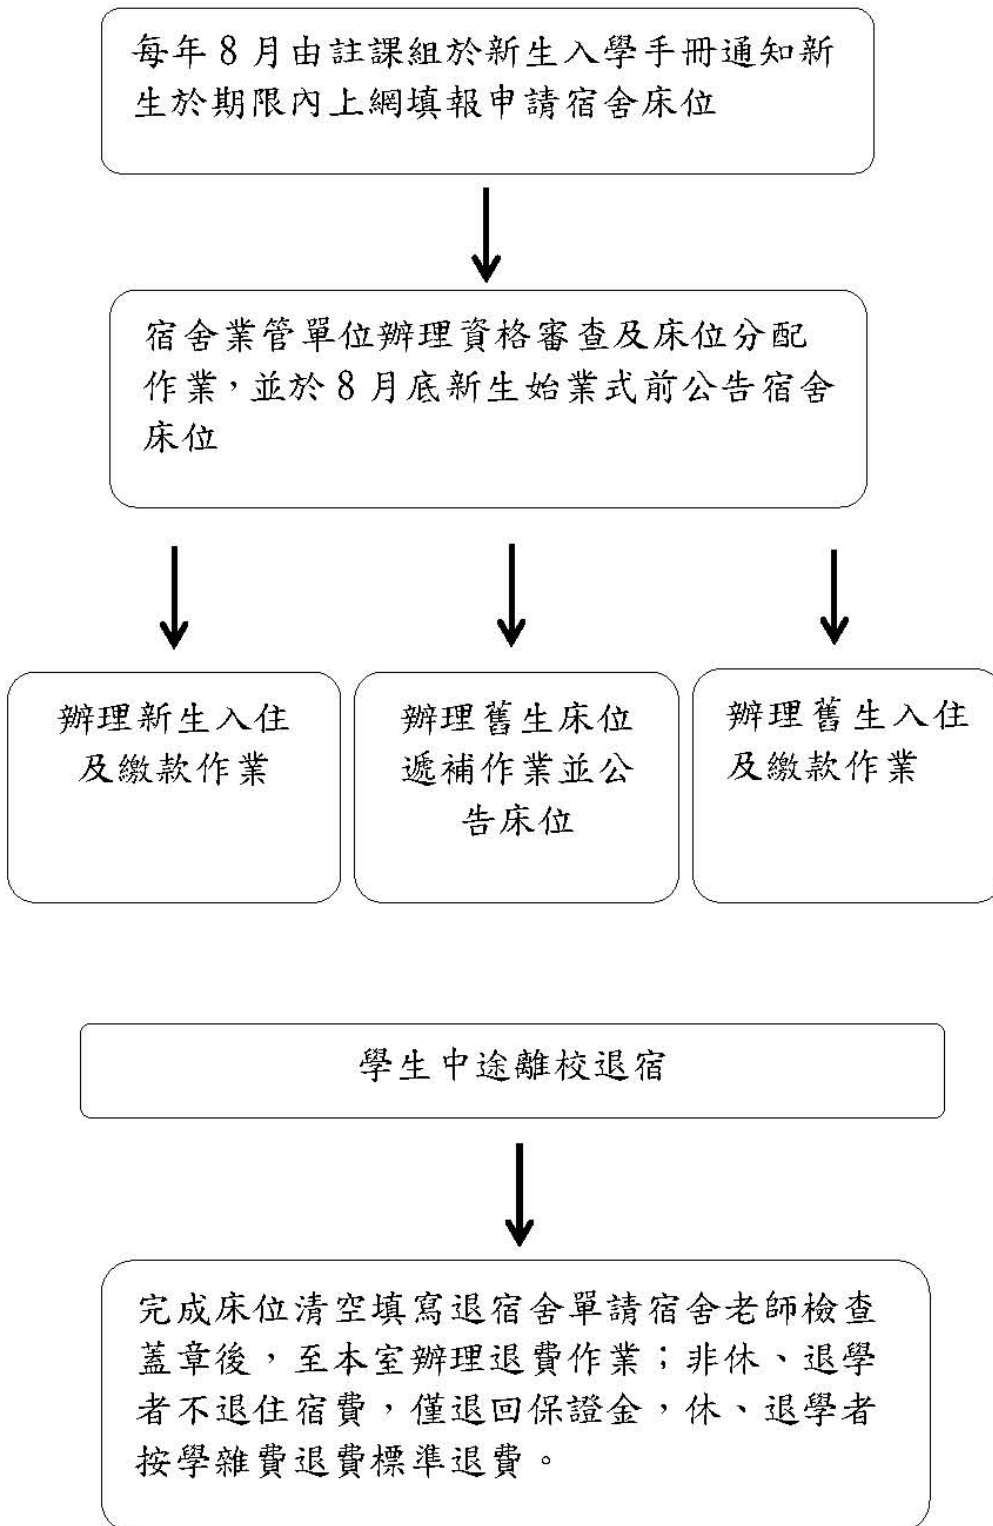 每年 8 月由註課組於新生入學手冊通知新
生於期限內上網填報申請宿舍床位
宿舍業管單位辦理資格審查及床位分配
作業，並於 8 月底新生始業式前公告宿舍
床位
辦理新生入住
及繳款作業
辦理舊生床位
遞補作業並公
告床位
辦理舊生入住
及繳款作業
學生中途離校退宿
完成床位清空填寫退宿舍單請宿舍老師檢查
蓋章後，至本室辦理退費作業；非休、退學
者不退住宿費，僅退回保證金，休、退學者
按學雜費退費標準退費。